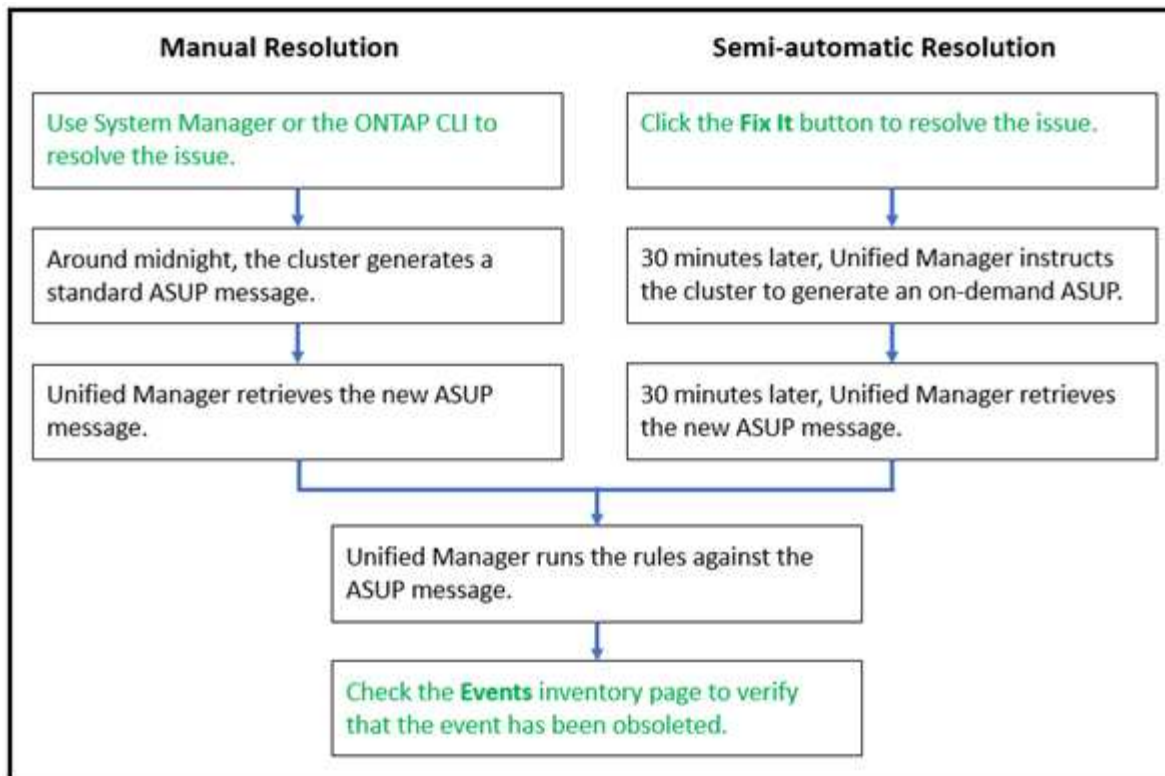 Manual Resolution
Use System Manager or the ONTAP CLI to
resolve the issue.
Around midnight, the cluster generates a
standard ASUP message.
Unified Manager retrieves the new ASUP
message.
Semi-automatic Resolution
Click the Fix It button to resolve the issue.
30 minutes later, Unified Manager instructs
the cluster to generate an on-demand ASUP.
30 minutes later, Unified Manager retrieves
the new ASUP message.
Unified Manager runs the rules against the
ASUP message.
Check the Events inventory page to verify
that the event has been obsoleted.